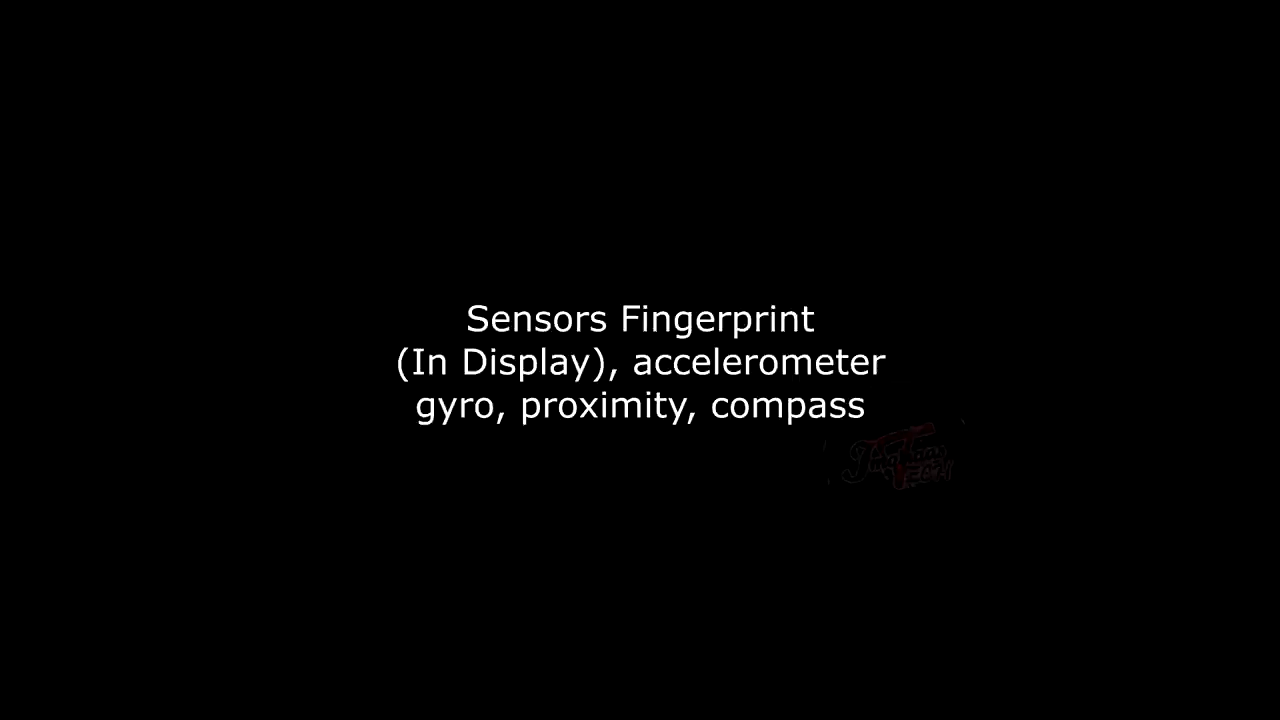 Sensors Fingerprint
(In Display), accelerometer
gyro, proximity, compass